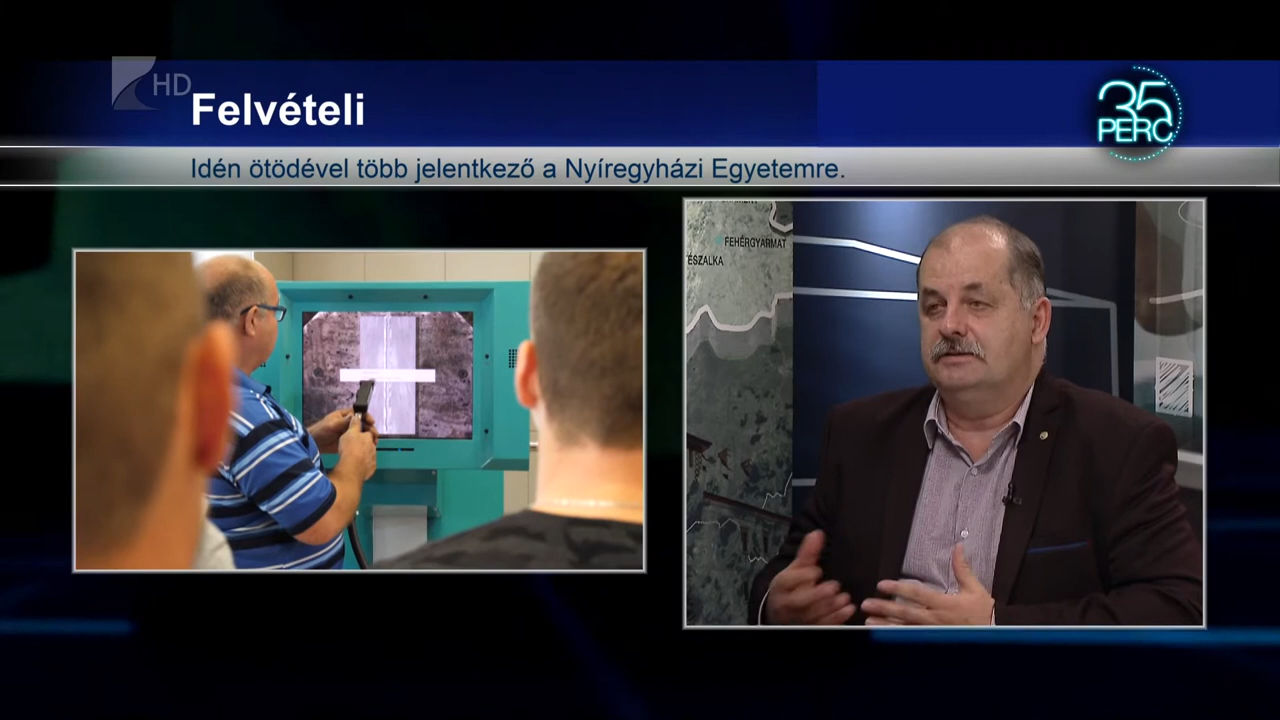 HD
Felvételi
35
PERC
Idén ötödével több jelentkező a Nyíregyházi Egyetemre.
FEHÉRGYARMAT
ÉSZALKA